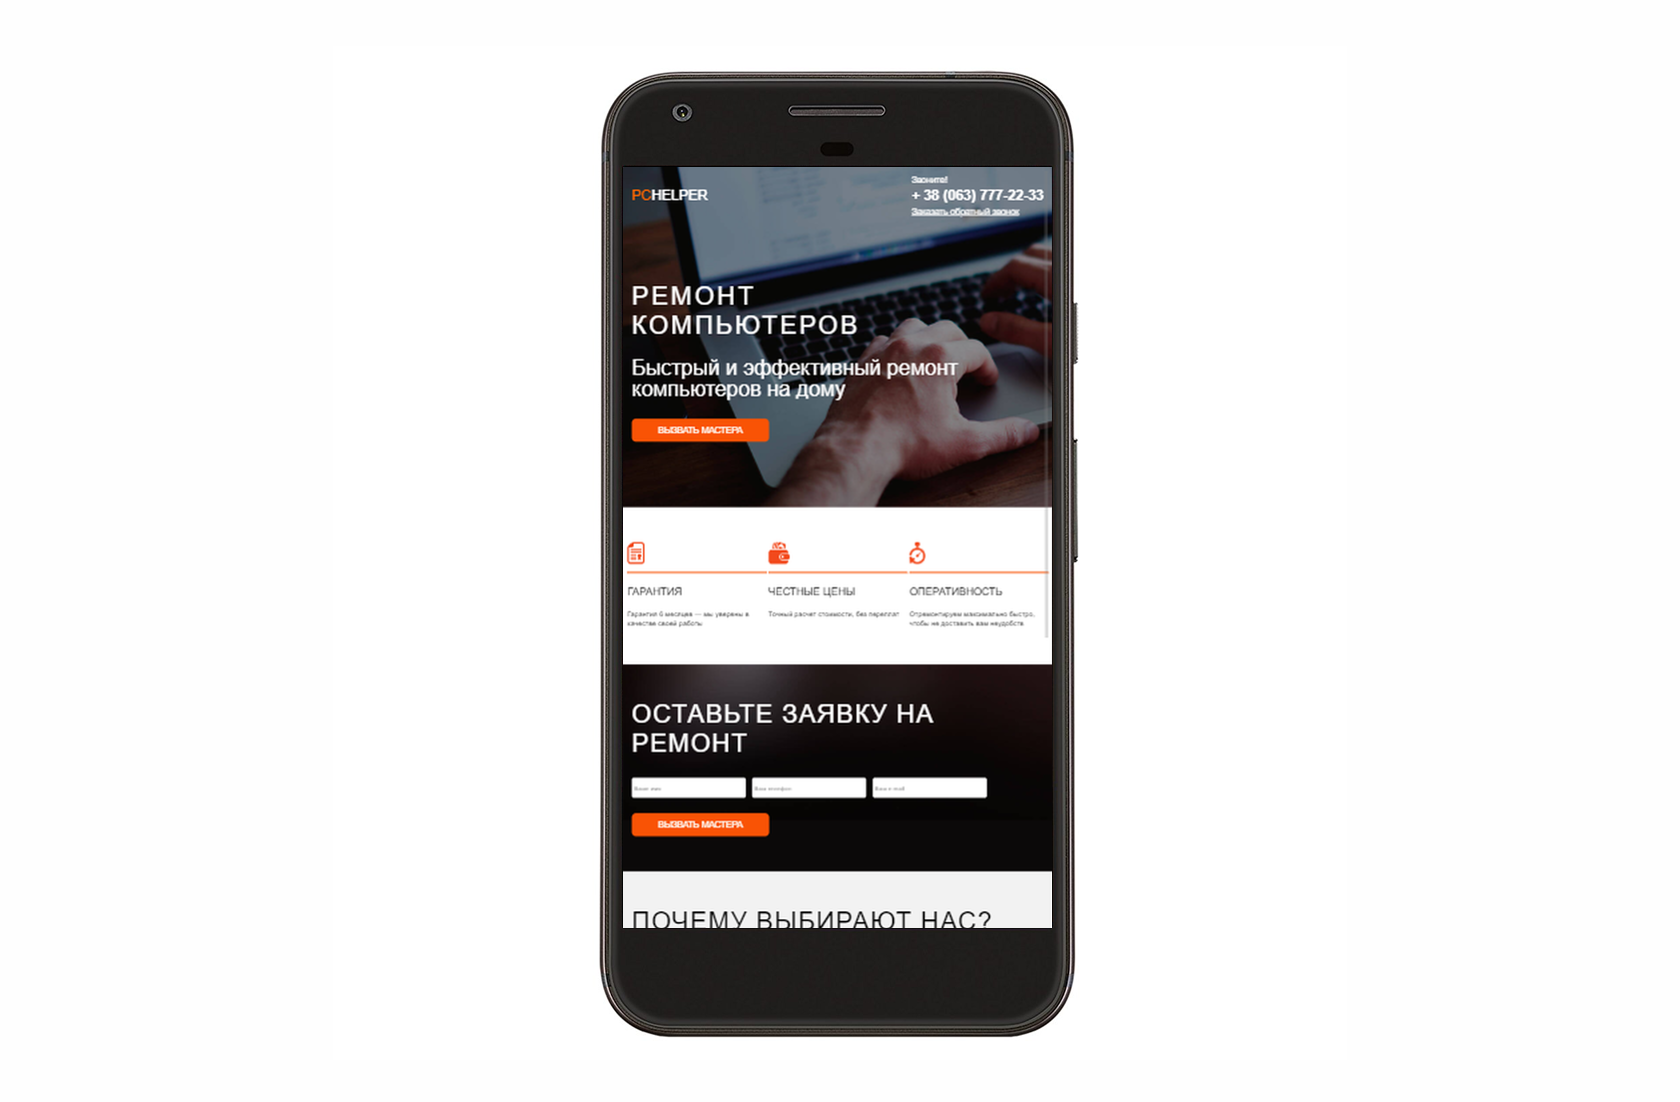 PCHELPER
Звоните!
+ 38 (063) 777-22-33
Заказать обратный звонок
РЕМОНТ
КОМПЬЮТЕРОВ
Быстрый и эффективный ремонт
компьютеров на дому
ВЫЗВАТЬ МАСТЕРА
ГАРАНТИЯ
Гарантия 6 месяцев — мы уверены в
качестве своей работы
ЧЕСТНЫЕ ЦЕНЫ
Точный расчет стоимости, без переплат
ОПЕРАТИВНОСТЬ
Отремонтируем максимально быстро,
чтобы не доставить вам неудобств
ОСТАВЬТЕ ЗАЯВКУ НА
РЕМОНТ
Ваше имя
Ваш телефон
Ваш e-mail
ВЫЗВАТЬ МАСТЕРА
ПОЧЕМУ ВЫБИРАЮТ НАС?